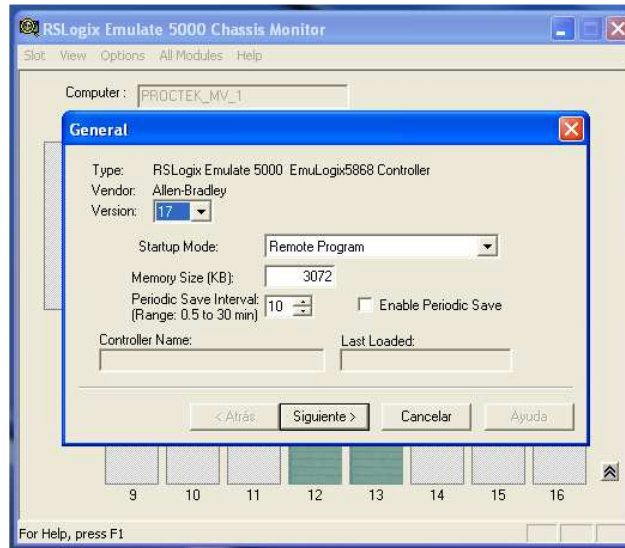 RSLogix Emulate 5000 Chassis Monitor
Slot View Options All Modules Help
Computer : PROCTEK_MV_1
General
Type: RSLogix Emulate 5000 EmuLogix5868 Controller
Vendor: Allen-Bradley
Version: 17
Startup Mode: Remote Program
Memory Size (KB): 3072
Periodic Save Interval: 10 Enable Periodic Save
(Range: 0.5 to 30 min)
Controller Name: Last Loaded:
< Atrás Siguiente > Cancelar Ayuda
9 10 11 12 13 14 15 16
For Help, press F1